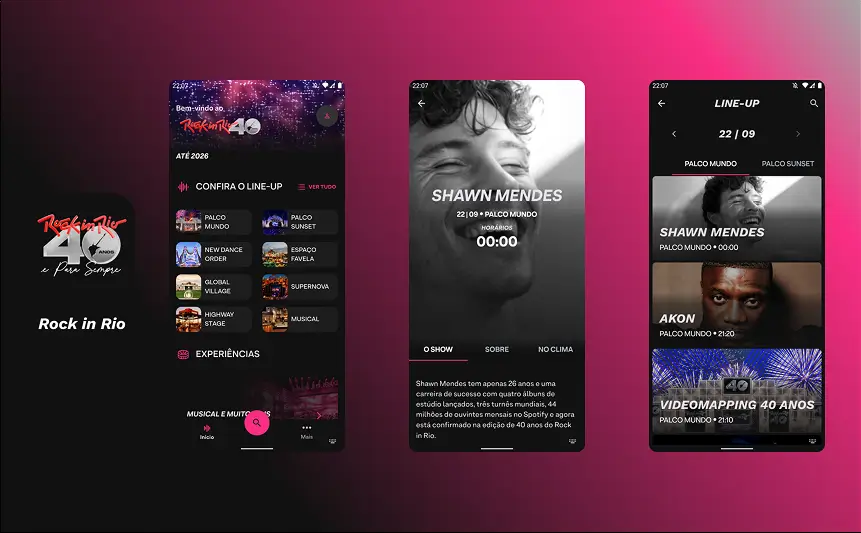 Rock in Rio
40
ANOS
e Para Sempre
Rock in Rio
22:07
Bem-vindo ao
Rock in Rio 40
ATÉ 2026
CONFIRA O LINE-UP
VER TUDO
PALCO
MUNDO
PALCO
SUNSET
NEW DANCE
ORDER
ESPAÇO
FAVELA
GLOBAL
VILLAGE
SUPERNOVA
HIGHWAY
STAGE
MUSICAL
EXPERIÊNCIAS
MUSICAL E
Início
Mais
22:07
SHAWN MENDES
22 | 09 • PALCO MUNDO
HORÁRIOS
00:00
O SHOW
SOBRE
NO CLIMA
Shawn Mendes tem apenas 26 anos e uma
carreira de sucesso com quatro álbuns de
estúdio lançados, três turnês mundiais, 44
milhões de ouvintes mensais no Spotify e agora
está confirmado na edição de 40 anos do Rock
in Rio.
22:07
LINE-UP
22 | 09
PALCO MUNDO
PALCO SUNSET
SHAWN MENDES
PALCO MUNDO • 00:00
AKON
PALCO MUNDO • 21:20
40
VIDEOMAPPING 40 ANOS
PALCO MUNDO • 21:10